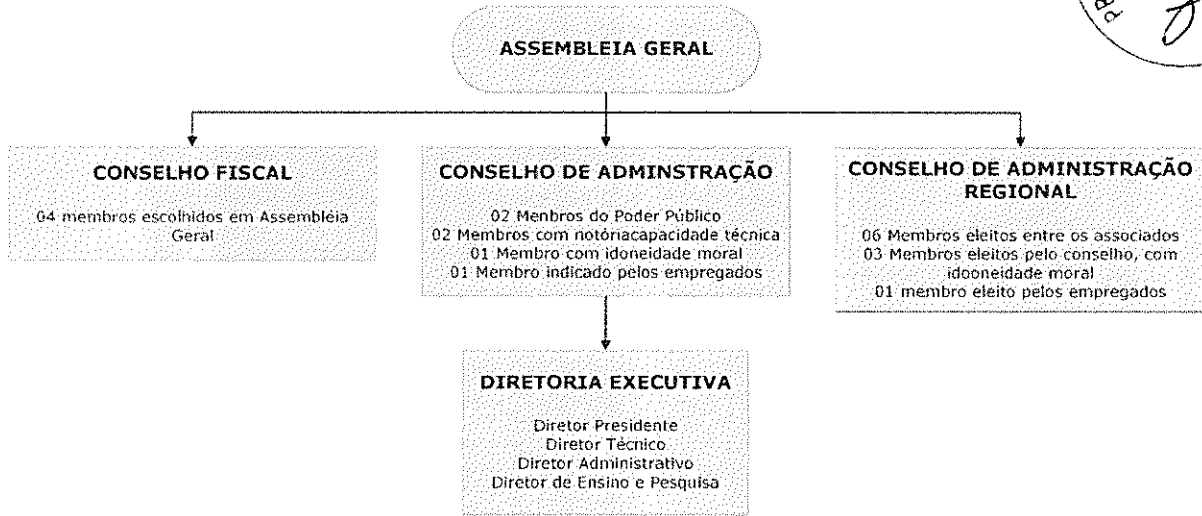 PR
ASSEMBLEIA GERAL
CONSELHO FISCAL
04 membros escolhidos em Assembléia
Geral
CONSELHO DE ADMINSTRAÇÃO
02 Menbros do Poder Público
02 Membros com notóriacapacidade técnica
01 Membro com idoneidade moral
01 Membro indicado pelos empregados
CONSELHO DE ADMINISTRAÇÃO
REGIONAL
06 Membros eleitos entre os associados
03 Membros eleitos pelo conselho, com
idooneidade moral
01 membro eleito pelos empregados
DIRETORIA EXECUTIVA
Diretor Presidente
Diretor Técnico
Diretor Administrativo
Diretor de Ensino e Pesquisa